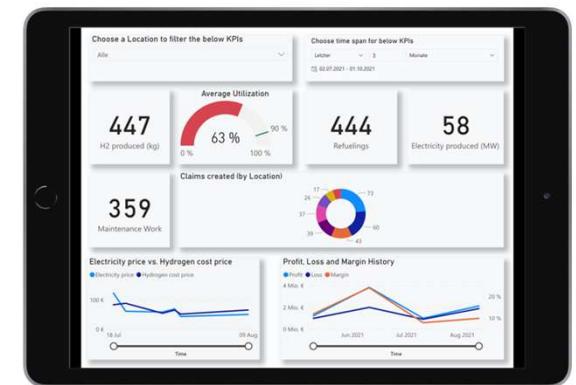 Choose a Location to filter the below KPIs
Alle
Choose time span for below KPIs
Letzter 3 Monate
02.07.2021 - 01.10.2021
447
H2 produced (kg)
Average Utilization
63 %
90 %
0 %
100 %
444
Refuelings
58
Electricity produced (MW)
359
Maintenance Work
Claims created (by Location)
17
26
37
39
43
60
73
Electricity price vs. Hydrogen cost price
Electricity price Hydrogen cost price
100 €
0 €
18 Jul 09 Aug
Time
Profit, Loss and Margin History
Profit Loss Margin
4 Mio. €
2 Mio. €
0 Mio. €
20 %
10 %
Jun 2021 Jul 2021 Aug 2021
Time